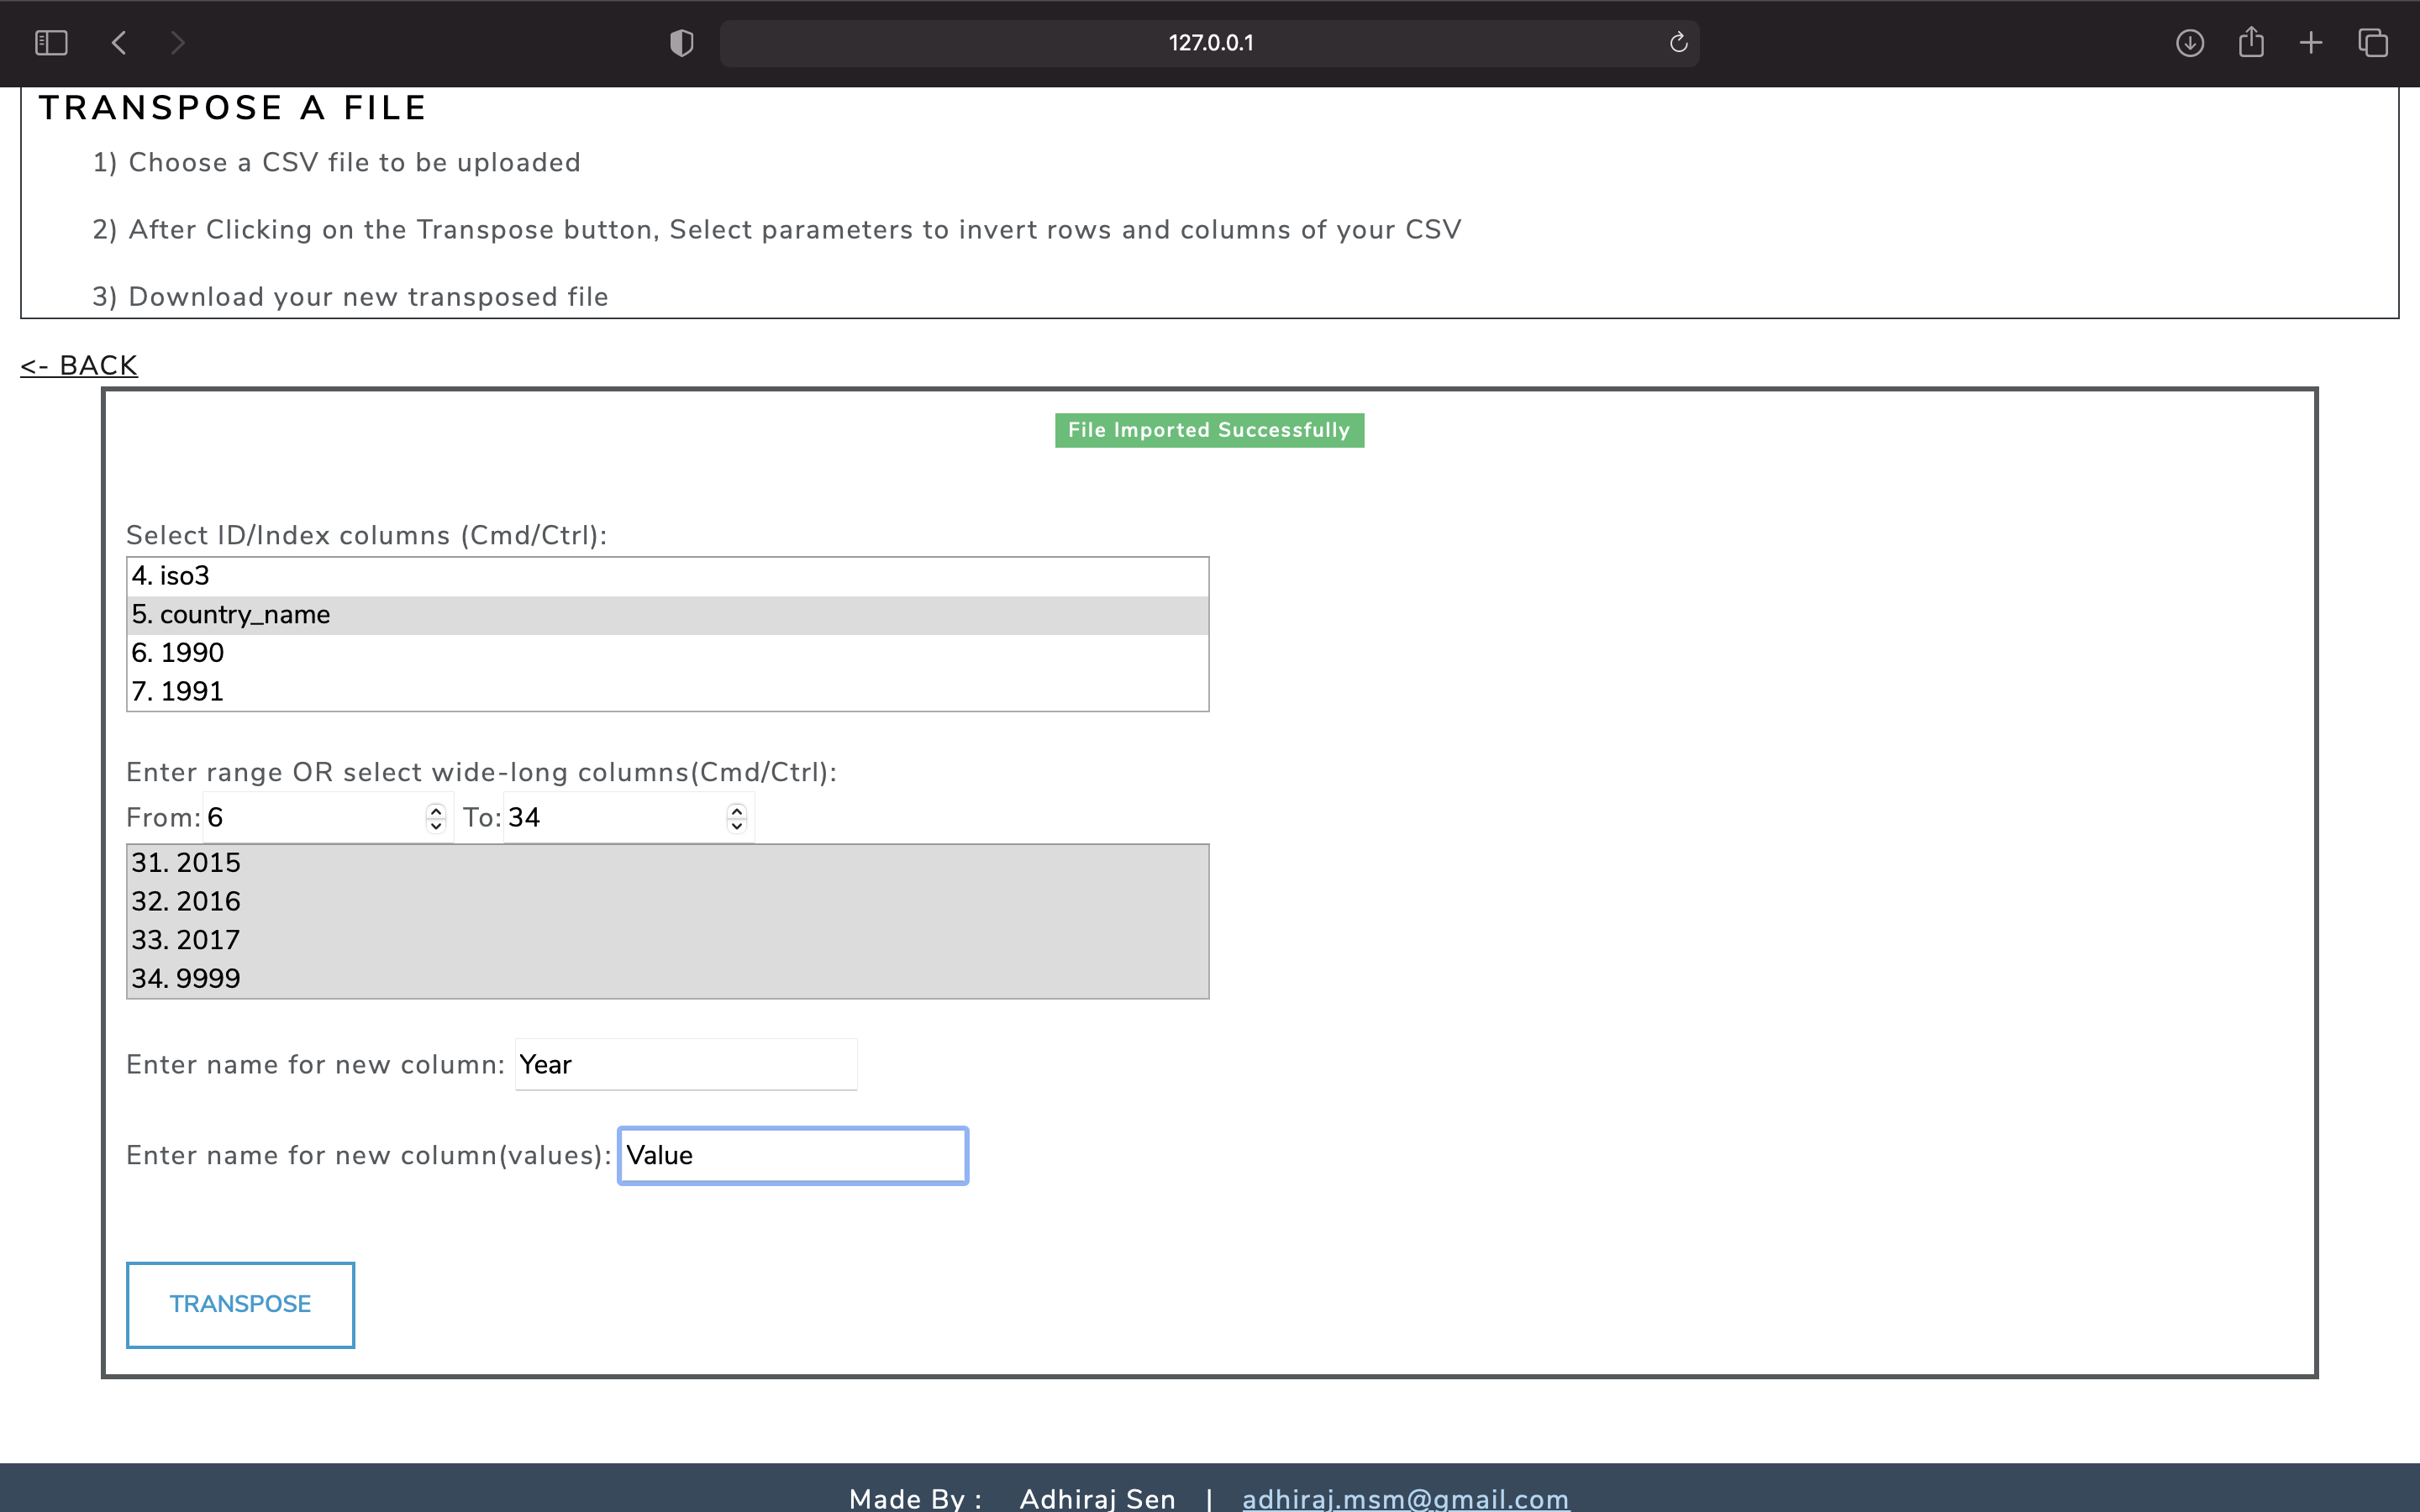 127.0.0.1
TRANSPOSE A FILE
1) Choose a CSV file to be uploaded
2) After Clicking on the Transpose button, Select parameters to invert rows and columns of your CSV
3) Download your new transposed file
<- BACK
File Imported Successfully
Select ID/Index columns (Cmd/Ctrl):
4. iso3
5. country_name
6. 1990
7. 1991
Enter range OR select wide-long columns(Cmd/Ctrl):
From: 6 To: 34
31. 2015
32. 2016
33. 2017
34. 9999
Enter name for new column: Year
Enter name for new column(values): Value
TRANSPOSE
Made By : Adhiraj Sen | adhiraj.msm@gmail.com